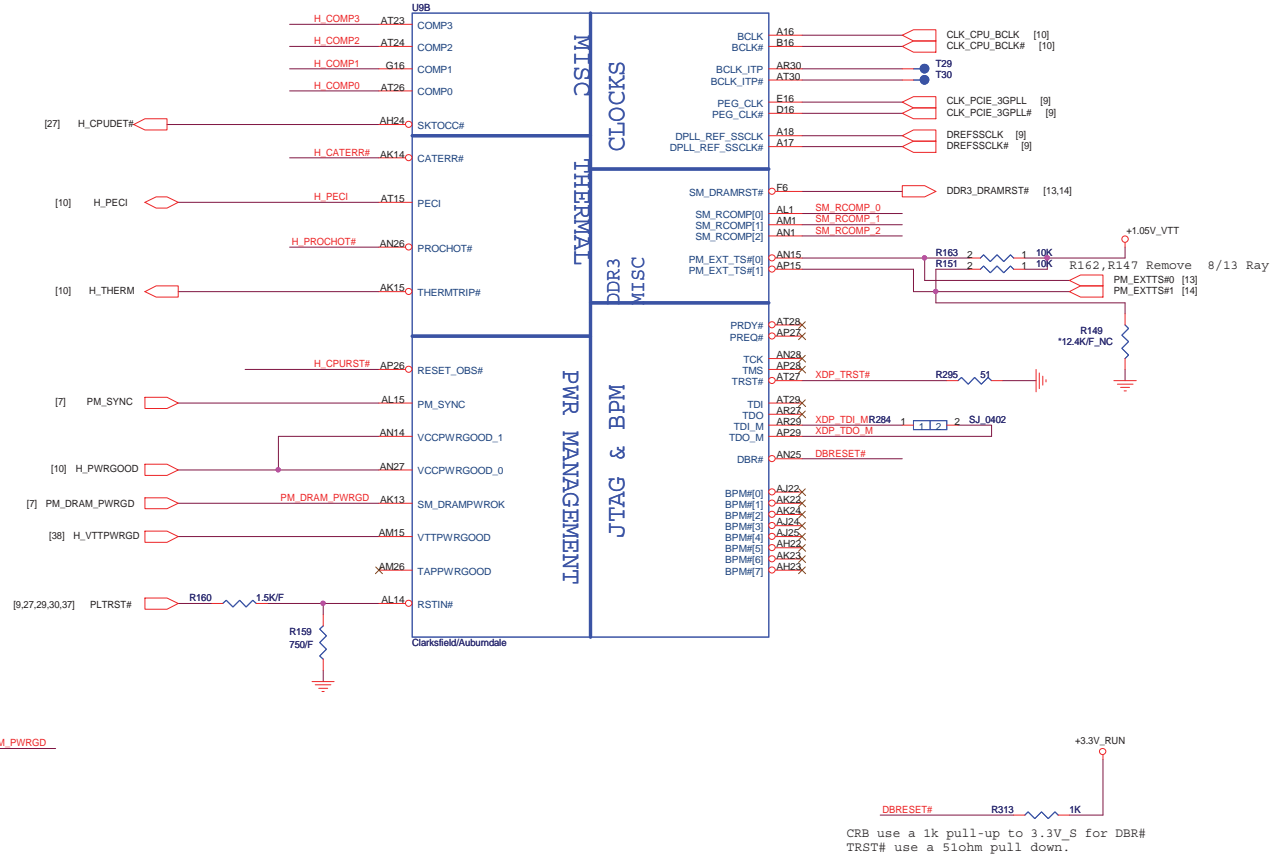 U9B
H_COMP3 AT23 COMP3
H_COMP2 AT24 COMP2
H_COMP1 G16 COMP1
H_COMP0 AT26 COMP0
[27] H_CPUDET# AH24 SKTOCC#
H_CATERR# AK14 CATERR#
[10] H_PECI H_PECI AT15 PECI
H_PROCHOT# AN26 PROCHOT#
[10] H_THERM AK15 THERMTRIP#
H_CPURST# AP26 RESET_OBS#
[7] PM_SYNC AL15 PM_SYNC
AN14 VCCPWRGOOD_1
[10] H_PWRGOOD AN27 VCCPWRGOOD_0
[7] PM_DRAM_PWRGD PM_DRAM_PWRGD AK13 SM_DRAMPWROK
[38] H_VTTPWRGD AM15 VTTPWRGOOD
AM26 TAPPWRGOOD
[9,27,29,30,37] PLTRST# R160 1.5K/F AL14 RSTIN#
R159
750/F
Clarksfield/Auburndale
MISC
THERMAL
PWR MANAGEMENT
CLOCKS
DDR3
MISC
JTAG & BPM
BCLK A16 CLK_CPU_BCLK [10]
BCLK# B16 CLK_CPU_BCLK# [10]
BCLK_ITP AR30 T29
BCLK_ITP# AT30 T30
PEG_CLK E16 CLK_PCIE_3GPLL [9]
PEG_CLK# D16 CLK_PCIE_3GPLL# [9]
DPLL_REF_SSCLK A18 DREFSSCLK [9]
DPLL_REF_SSCLK# A17 DREFSSCLK# [9]
SM_DRAMRST# F6 DDR3_DRAMRST# [13,14]
SM_RCOMP[0] AL1 SM_RCOMP_0
SM_RCOMP[1] AM1 SM_RCOMP_1
SM_RCOMP[2] AN1 SM_RCOMP_2
+1.05V_VTT
PM_EXT_TS#[0] AN15 R163 2 1 10K
PM_EXT_TS#[1] AP15 R151 2 1 10K
R162,R147 Remove 8/13 Ray
PM_EXTTS#0 [13]
PM_EXTTS#1 [14]
R149
*12.4K/F_NC
PRDY# AT28
PREQ# AP27
TCK AN28
TMS AP28
TRST# AT27 XDP_TRST# R295 51
TDI AT29
TDO AR27
TDI_M AR29 XDP_TDI_M R284 1 1 2 2 SJ_0402
TDO_M AP29 XDP_TDO_M
DBR# AN25 DBRESET#
BPM#[0] AJ22
BPM#[1] AK22
BPM#[2] AK24
BPM#[3] AJ24
BPM#[4] AJ25
BPM#[5] AH22
BPM#[6] AK23
BPM#[7] AH23
M_PWRGD
+3.3V_RUN
DBRESET# R313 1K
CRB use a 1k pull-up to 3.3V_S for DBR#
TRST# use a 51ohm pull down.